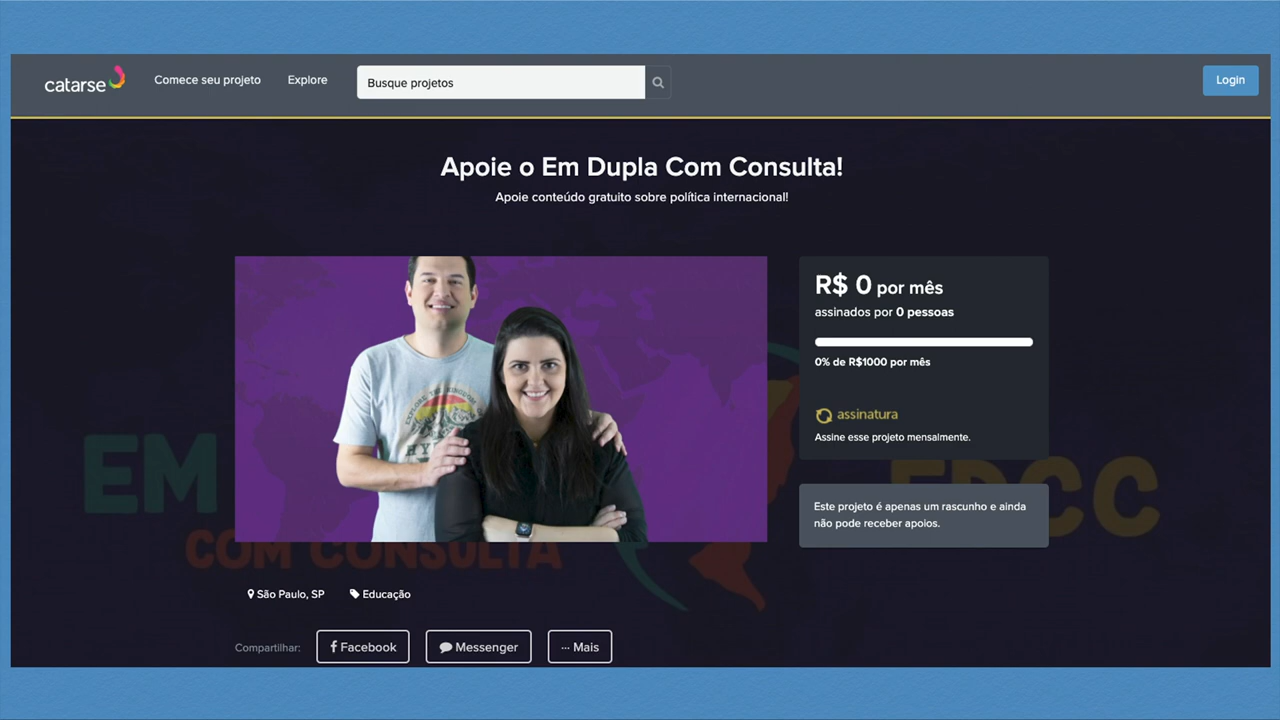 catarse
Comece seu projeto
Explore
Busque projetos
Login
Apoie o Em Dupla Com Consulta!
Apoie conteúdo gratuito sobre política internacional!
R$ 0 por mês
assinados por 0 pessoas
0% de R$1000 por mês
assinatura
Assine esse projeto mensalmente.
Este projeto é apenas um rascunho e ainda
não pode receber apoios.
EM
COM CONSULTA
EDCC
São Paulo, SP
Educação
Compartilhar:
Facebook
Messenger
··· Mais